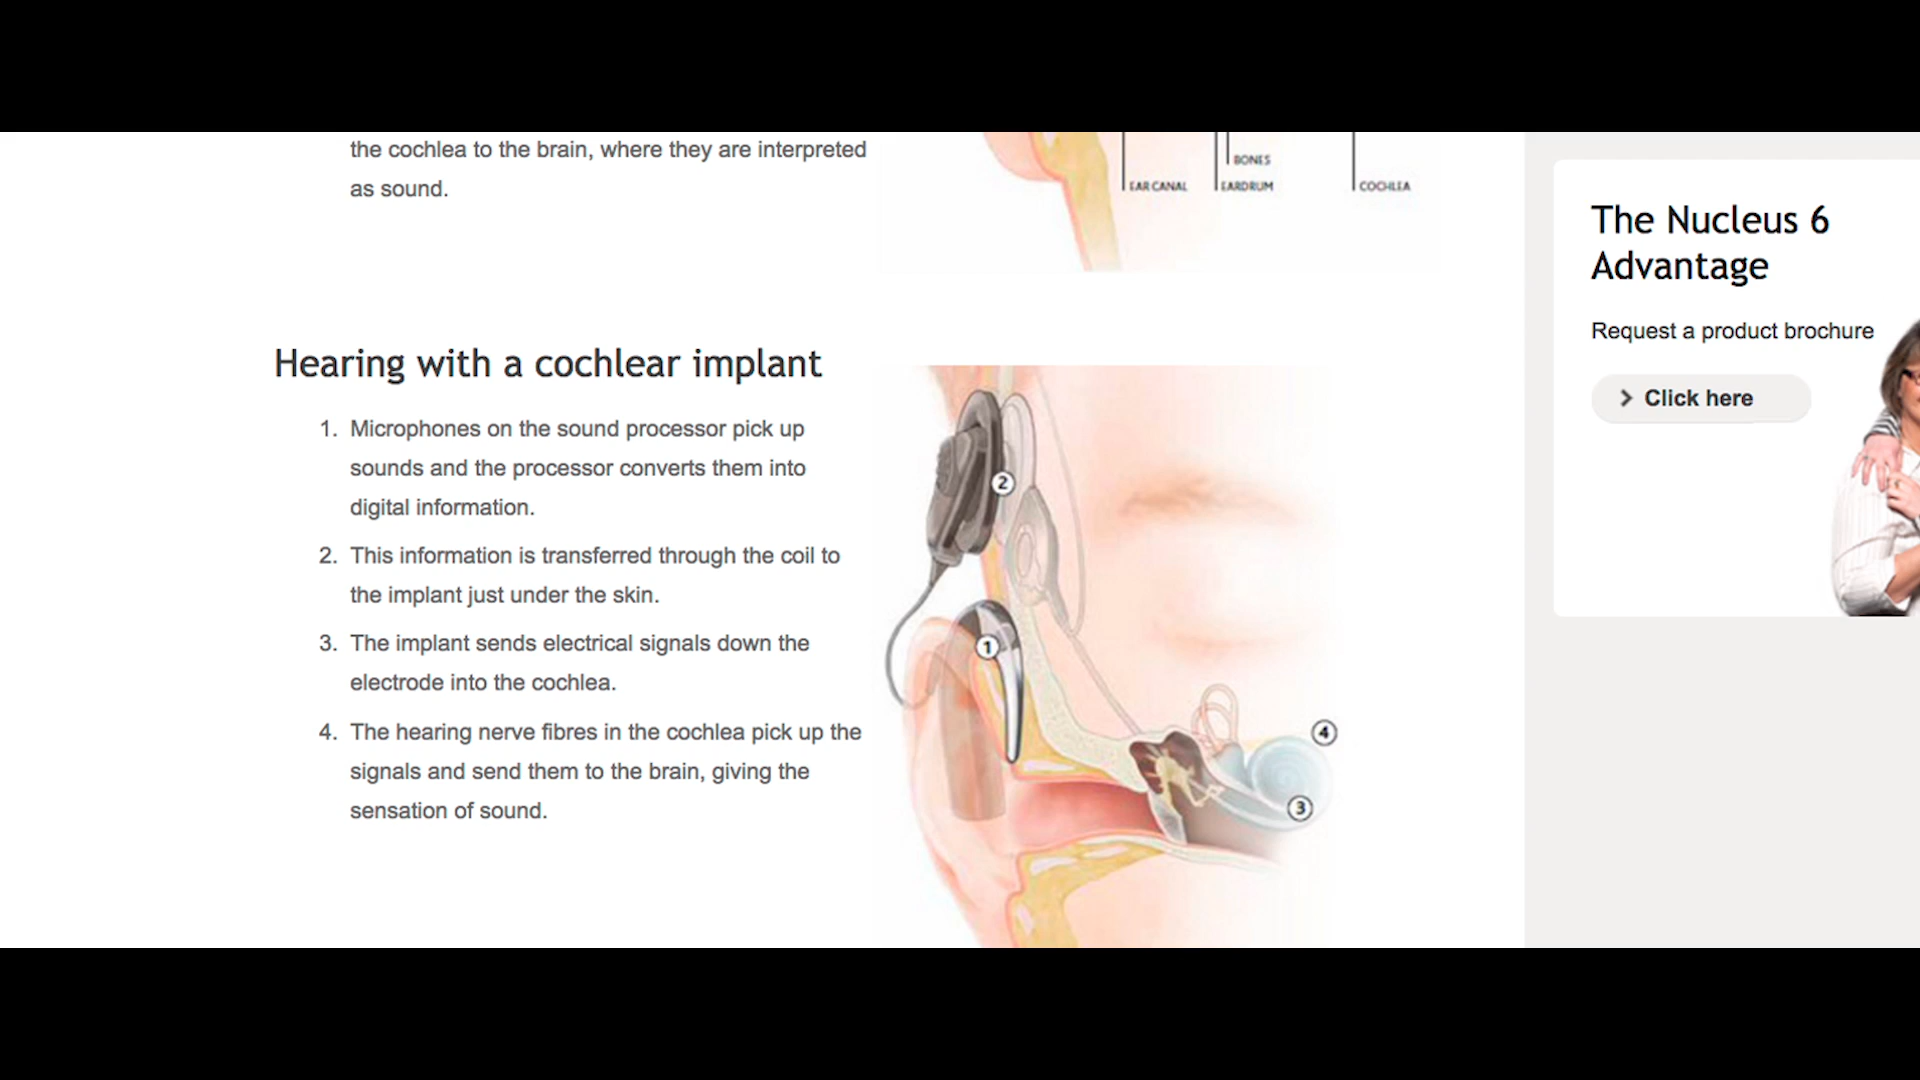 the cochlea to the brain, where they are interpreted
as sound.
BONES
EAR CANAL
EARDRUM
COCHLEA
Hearing with a cochlear implant
1. Microphones on the sound processor pick up
sounds and the processor converts them into
digital information.
2. This information is transferred through the coil to
the implant just under the skin.
3. The implant sends electrical signals down the
electrode into the cochlea.
4. The hearing nerve fibres in the cochlea pick up the
signals and send them to the brain, giving the
sensation of sound.
2
1
4
3
The Nucleus 6
Advantage
Request a product brochure
Click here